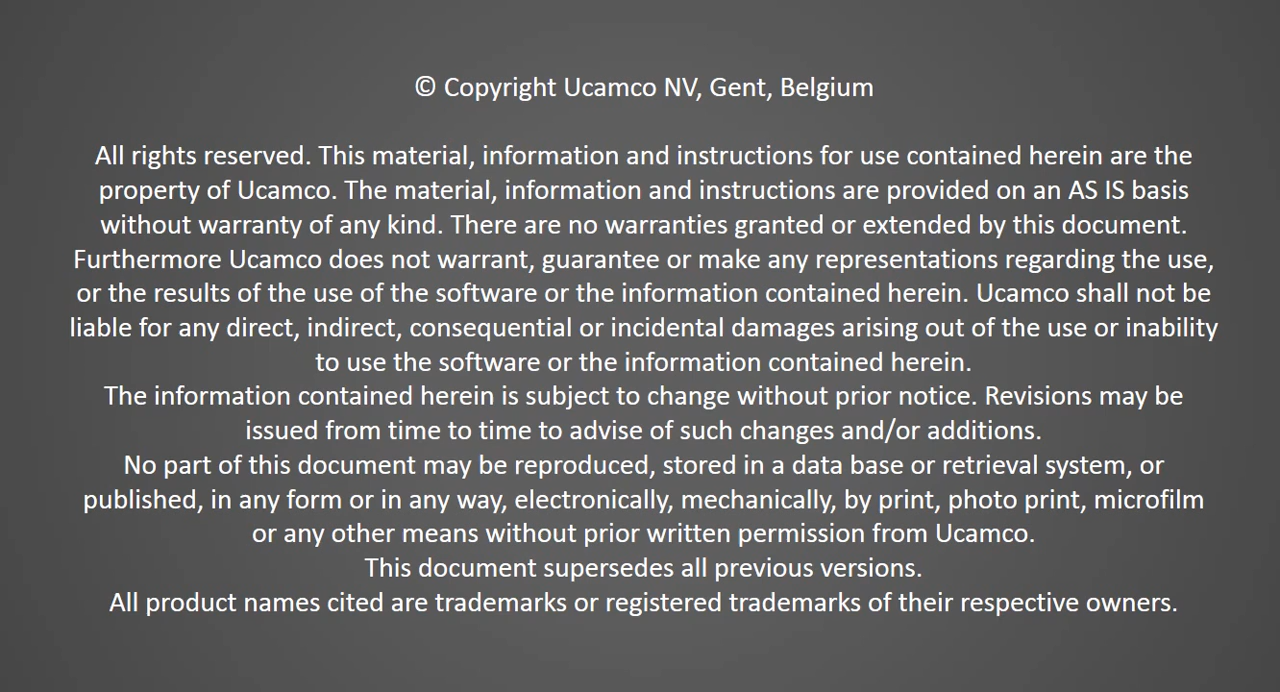 © Copyright Ucamco NV, Gent, Belgium
All rights reserved. This material, information and instructions for use contained herein are the
property of Ucamco. The material, information and instructions are provided on an AS IS basis
without warranty of any kind. There are no warranties granted or extended by this document.
Furthermore Ucamco does not warrant, guarantee or make any representations regarding the use,
or the results of the use of the software or the information contained herein. Ucamco shall not be
liable for any direct, indirect, consequential or incidental damages arising out of the use or inability
to use the software or the information contained herein.
The information contained herein is subject to change without prior notice. Revisions may be
issued from time to time to advise of such changes and/or additions.
No part of this document may be reproduced, stored in a data base or retrieval system, or
published, in any form or in any way, electronically, mechanically, by print, photo print, microfilm
or any other means without prior written permission from Ucamco.
This document supersedes all previous versions.
All product names cited are trademarks or registered trademarks of their respective owners.